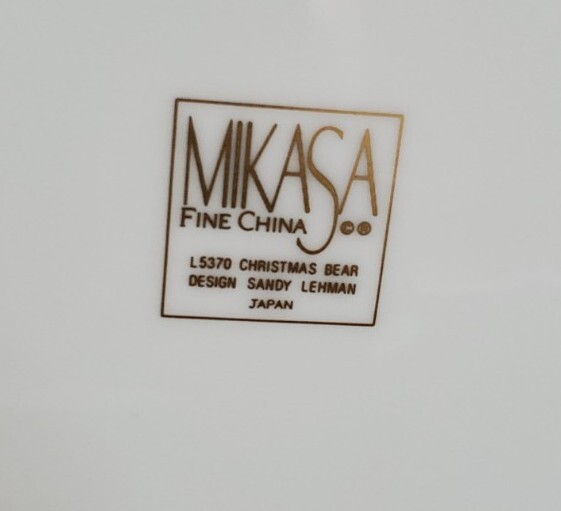 MIKASA
FINE CHINA ©®
L5370 CHRISTMAS BEAR
DESIGN SANDY LEHMAN
JAPAN